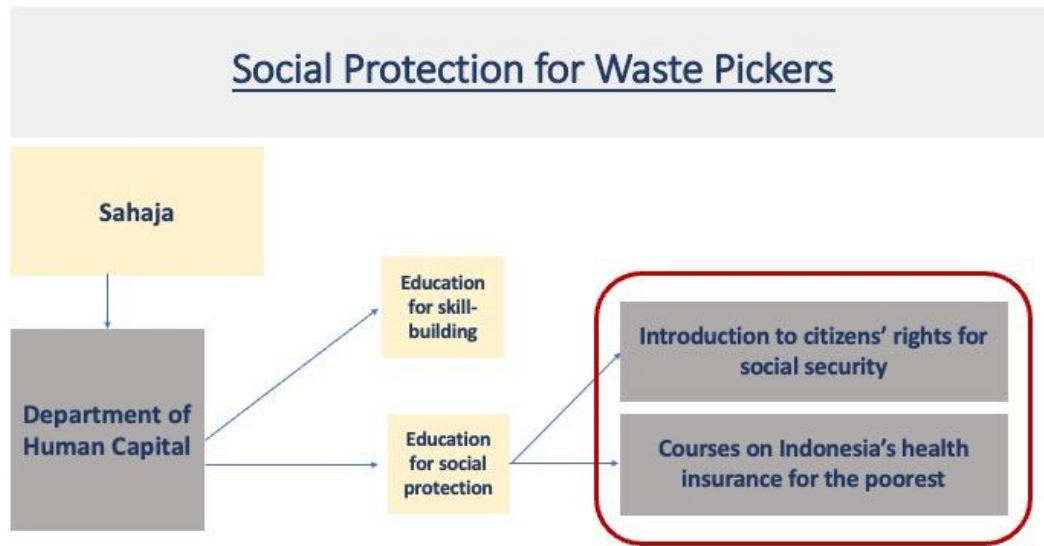 Social Protection for Waste Pickers
Sahaja
Department of
Human Capital
Education
for skill-
building
Education
for social
protection
Introduction to citizens’ rights for
social security
Courses on Indonesia’s health
insurance for the poorest